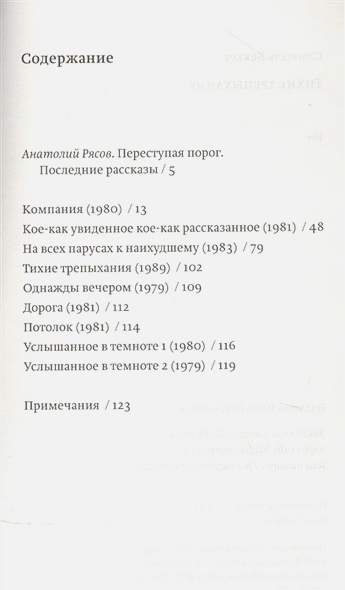 Содержание
Анатолий Рясов. Переступая порог.
Последние рассказы / 5
Компания (1980) / 13
Кое-как увиденное кое-как рассказанное (1981) / 48
На всех парусах к наихудшему (1983) / 79
Тихие трепыхания (1989) / 102
Однажды вечером (1979) / 109
Дорога (1981) / 112
Потолок (1981) / 114
Услышанное в темноте 1 (1980) / 116
Услышанное в темноте 2 (1979) / 119
Примечания / 123